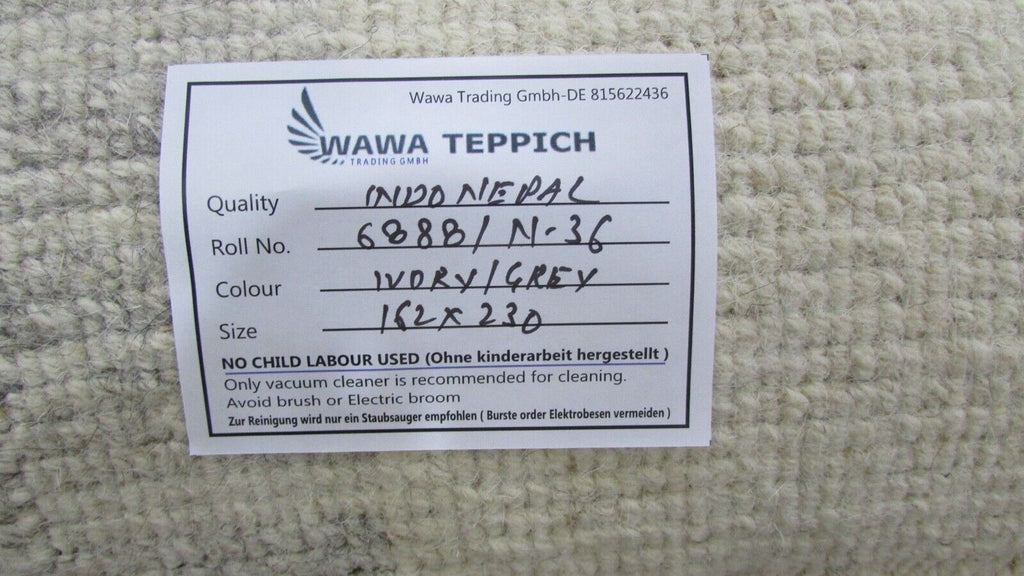 Wawa Trading Gmbh-DE 815622436
WAWA TEPPICH
TRADING GMBH
Quality INDO NEPAL
Roll No. 6888/N-36
Colour IVORY/GREY
Size 162 x 230
NO CHILD LABOUR USED (Ohne kinderarbeit hergestellt )
Only vacuum cleaner is recommended for cleaning.
Avoid brush or Electric broom
Zur Reinigung wird nur ein Staubsauger empfohlen ( Burste order Elektrobesen vermeiden )